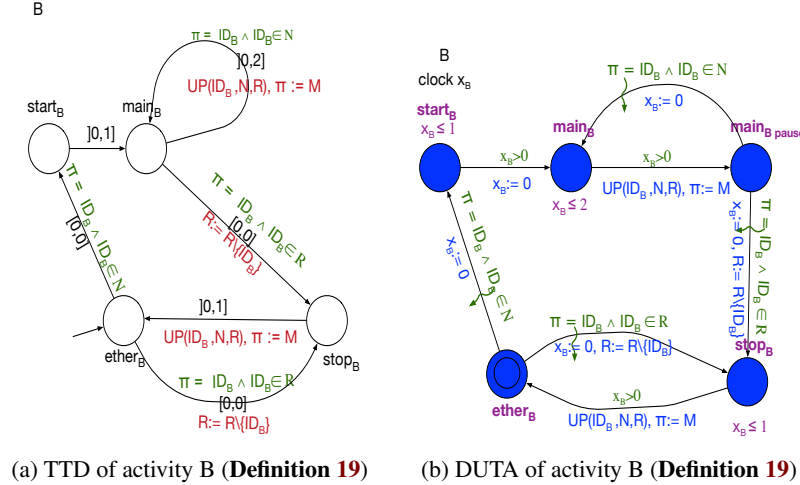 B
π = ID_B ∧ ID_B ∈ N
]0,2]
UP(ID_B ,N,R), π := M
start_B
main_B
]0,1]
π = ID_B ∧ ID_B ∈ N
[0,0]
π = ID_B ∧ ID_B ∈ R
[0,0]
R:= R\{ID_B}
]0,1]
UP(ID_B ,N,R), π := M
ether_B
stop_B
π = ID_B ∧ ID_B ∈ R
[0,0]
R:= R\{ID_B}
(a) TTD of activity B (Definition 19)
B
clock x_B
π = ID_B ∧ ID_B ∈ N
x_B:= 0
start_B
x_B ≤ 1
main_B
main_B pause
x_B>0
x_B:= 0
x_B>0
UP(ID_B ,N,R), π := M
x_B ≤ 2
π = ID_B ∧ ID_B ∈ N
x_B:= 0
π = ID_B ∧ ID_B ∈ R
x_B:= 0, R:= R\{ID_B}
π = ID_B ∧ ID_B ∈ R
x_B:= 0, R:= R\{ID_B}
stop_B
x_B>0
UP(ID_B ,N,R), π:= M
ether_B
x_B ≤ 1
(b) DUTA of activity B (Definition 19)